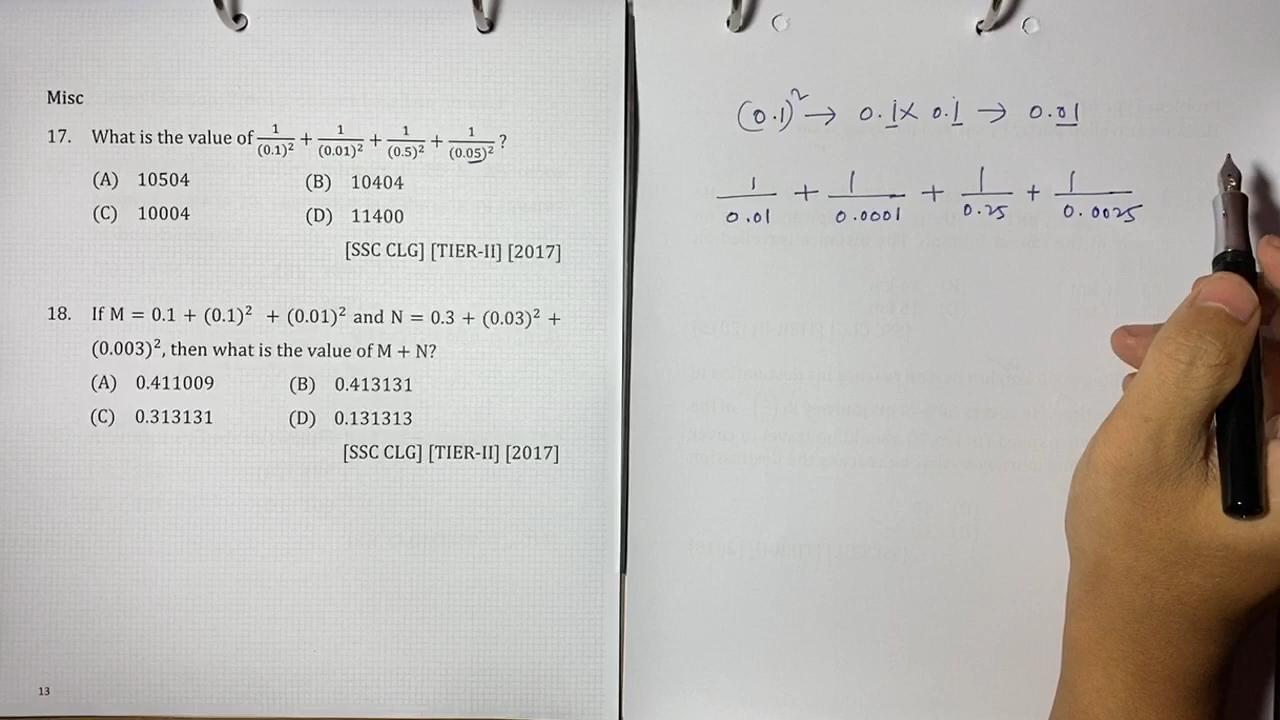 Misc
17. What is the value of 1/(0.1)² + 1/(0.01)² + 1/(0.5)² + 1/(0.05)² ?
(A) 10504 (B) 10404
(C) 10004 (D) 11400
[SSC CLG] [TIER-II] [2017]
18. If M = 0.1 + (0.1)² + (0.01)² and N = 0.3 + (0.03)² +
(0.003)², then what is the value of M + N?
(A) 0.411009 (B) 0.413131
(C) 0.313131 (D) 0.131313
[SSC CLG] [TIER-II] [2017]
13
(0.1)² → 0.1 × 0.1 → 0.01
1/0.01 + 1/0.0001 + 1/0.25 + 1/0.0025